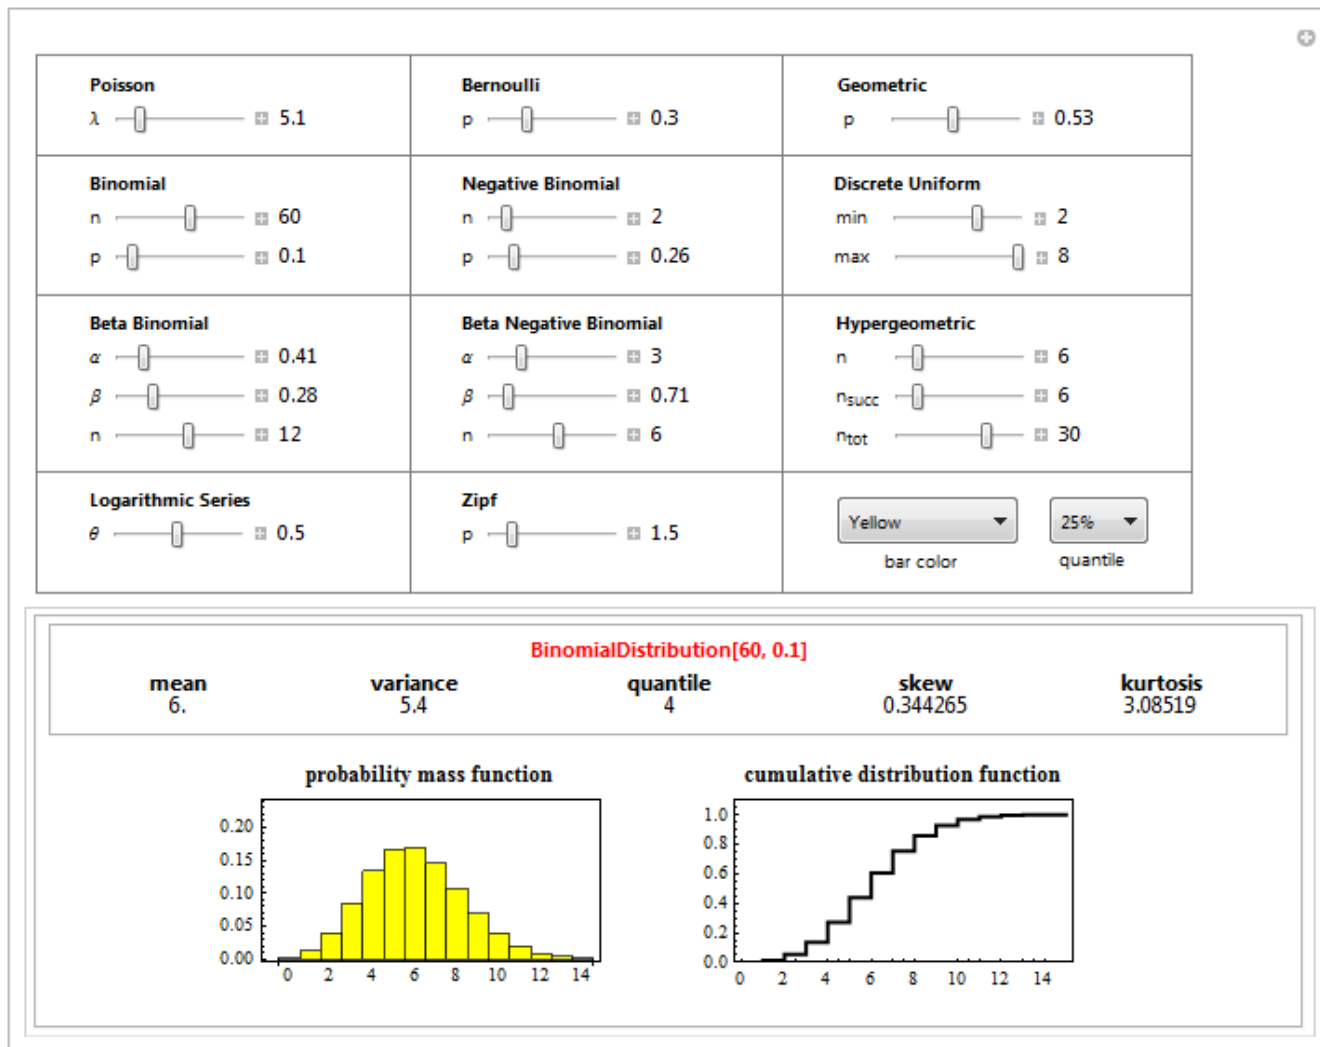 Poisson
λ 5.1
Bernoulli
p 0.3
Geometric
p 0.53
Binomial
n 60
p 0.1
Negative Binomial
n 2
p 0.26
Discrete Uniform
min 2
max 8
Beta Binomial
α 0.41
β 0.28
n 12
Beta Negative Binomial
α 3
β 0.71
n 6
Hypergeometric
n 6
nsucc 6
ntot 30
Logarithmic Series
θ 0.5
Zipf
p 1.5
Yellow 25%
bar color quantile
BinomialDistribution[60, 0.1]
mean variance quantile skew kurtosis
6. 5.4 4 0.344265 3.08519
probability mass function
0.20
0.15
0.10
0.05
0.00
0 2 4 6 8 10 12 14
cumulative distribution function
1.0
0.8
0.6
0.4
0.2
0.0
0 2 4 6 8 10 12 14